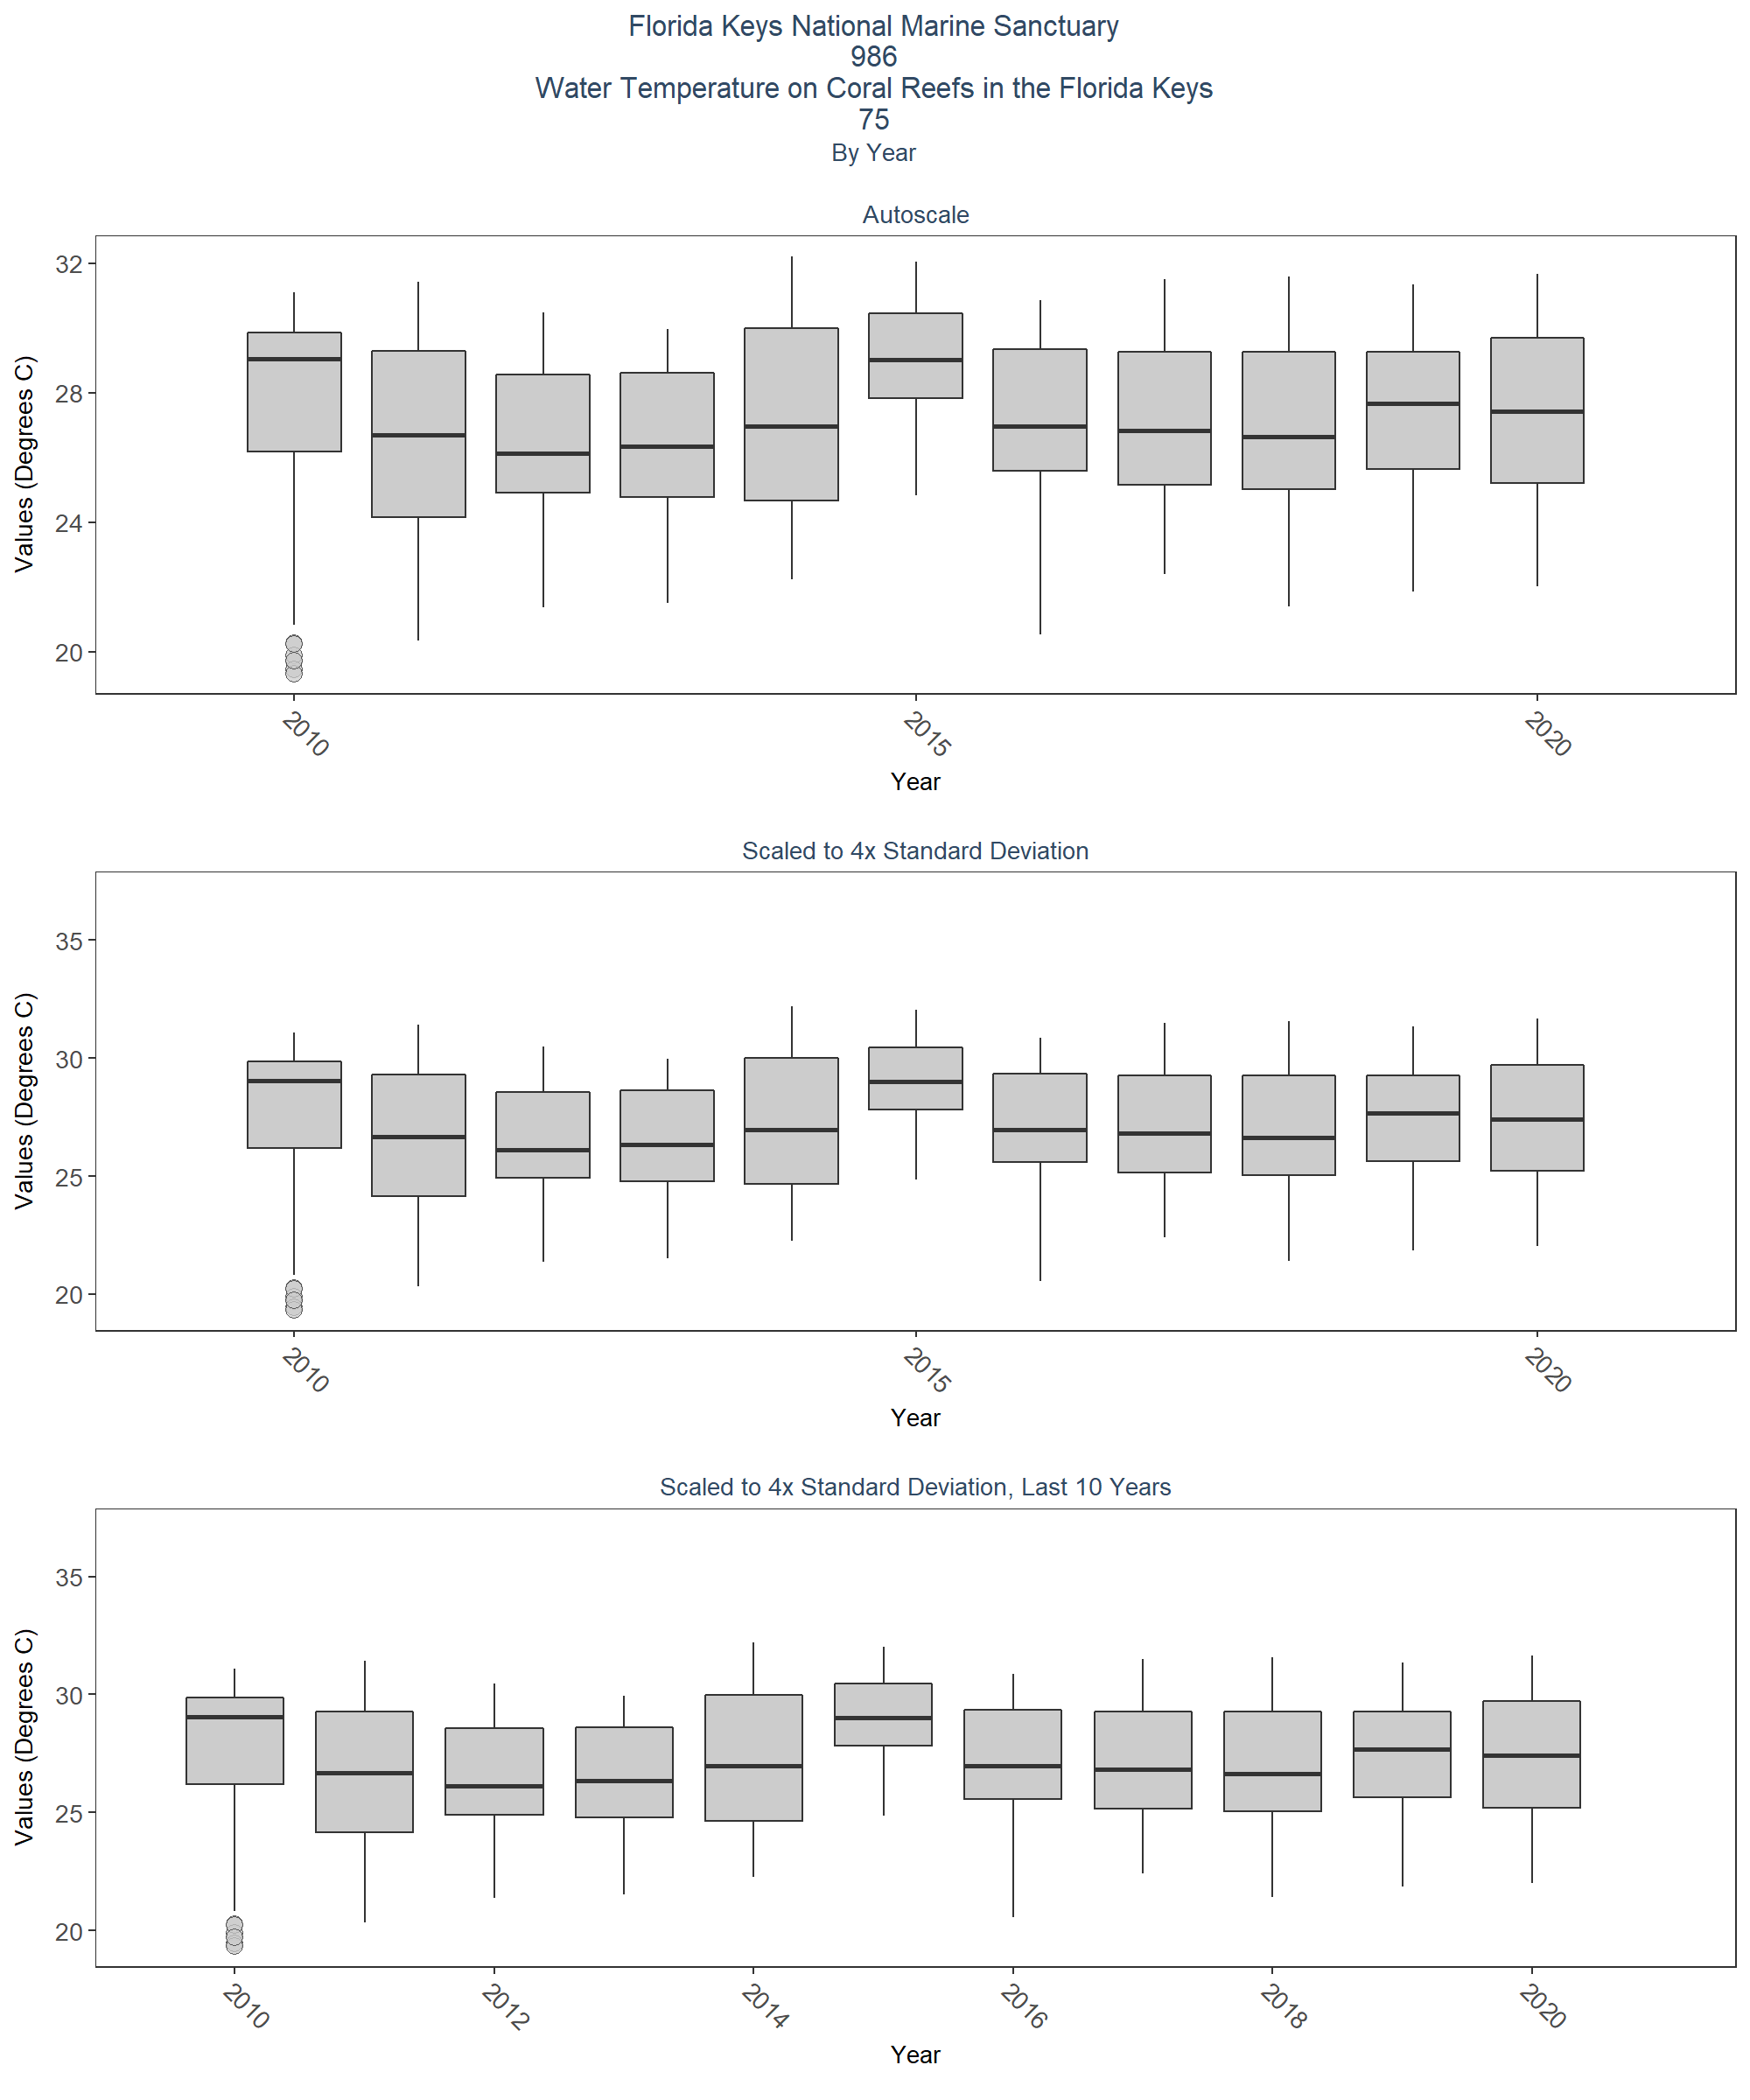 Florida Keys National Marine Sanctuary
986
Water Temperature on Coral Reefs in the Florida Keys
75
By Year
Autoscale
Values (Degrees C)
32
28
24
20
2010
2015
2020
Year
Scaled to 4x Standard Deviation
Values (Degrees C)
35
30
25
20
2010
2015
2020
Year
Scaled to 4x Standard Deviation, Last 10 Years
Values (Degrees C)
35
30
25
20
2010
2012
2014
2016
2018
2020
Year